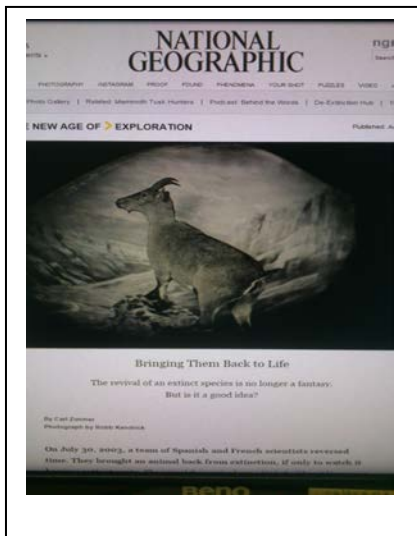 NATIONAL
GEOGRAPHIC
PHOTOGRAPHY INSTAGRAM PROOF FOUND PHENOMENA YOUR SHOT PUZZLES VIDEO
Photo Gallery | Related: Mammoth Tusk Hunters | Podcast: Behind the Words | De-Extinction Hub |
NEW AGE OF > EXPLORATION
Published:
Bringing Them Back to Life
The revival of an extinct species is no longer a fantasy.
But is it a good idea?
By Carl Zimmer
Photograph by Robb Kendrick
On July 30, 2003, a team of Spanish and French scientists reversed
time. They brought an animal back from extinction, if only to watch it
BenQ